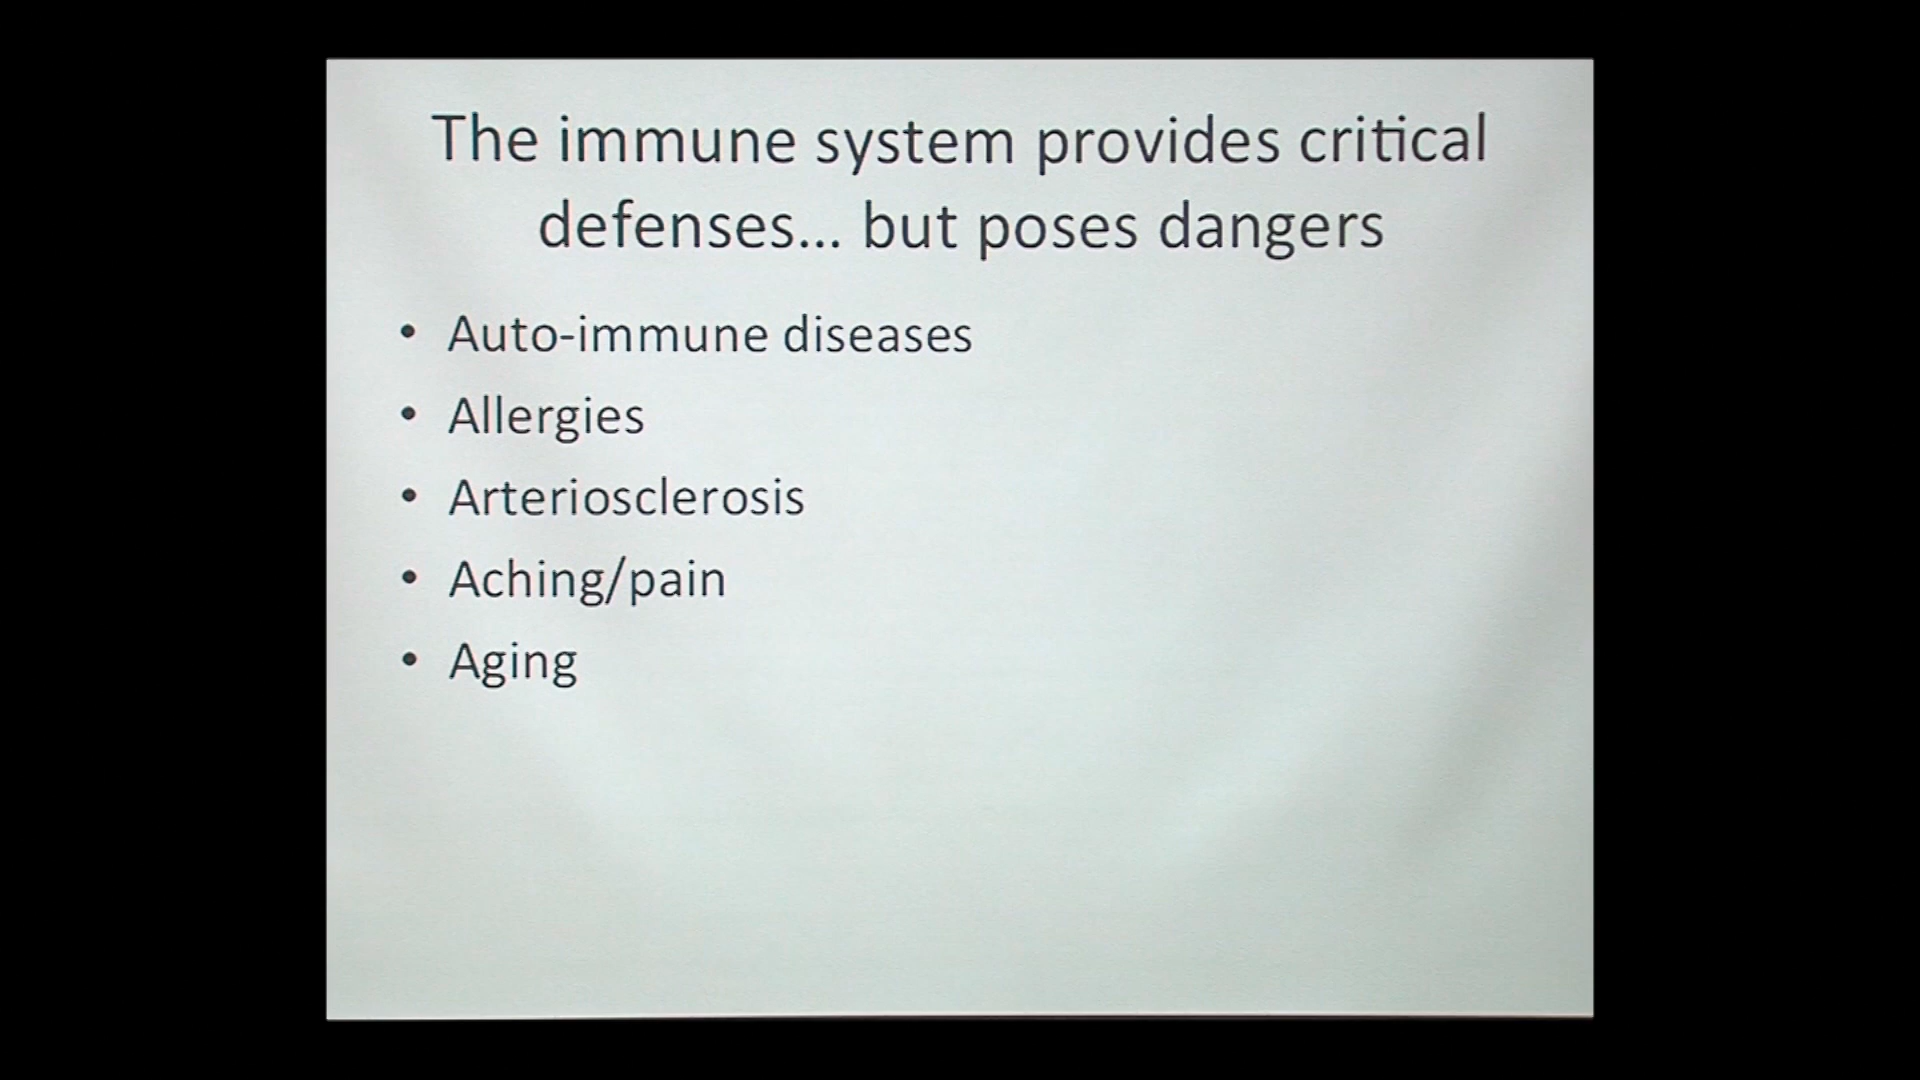 The immune system provides critical
defenses... but poses dangers
• Auto-immune diseases
• Allergies
• Arteriosclerosis
• Aching/pain
• Aging